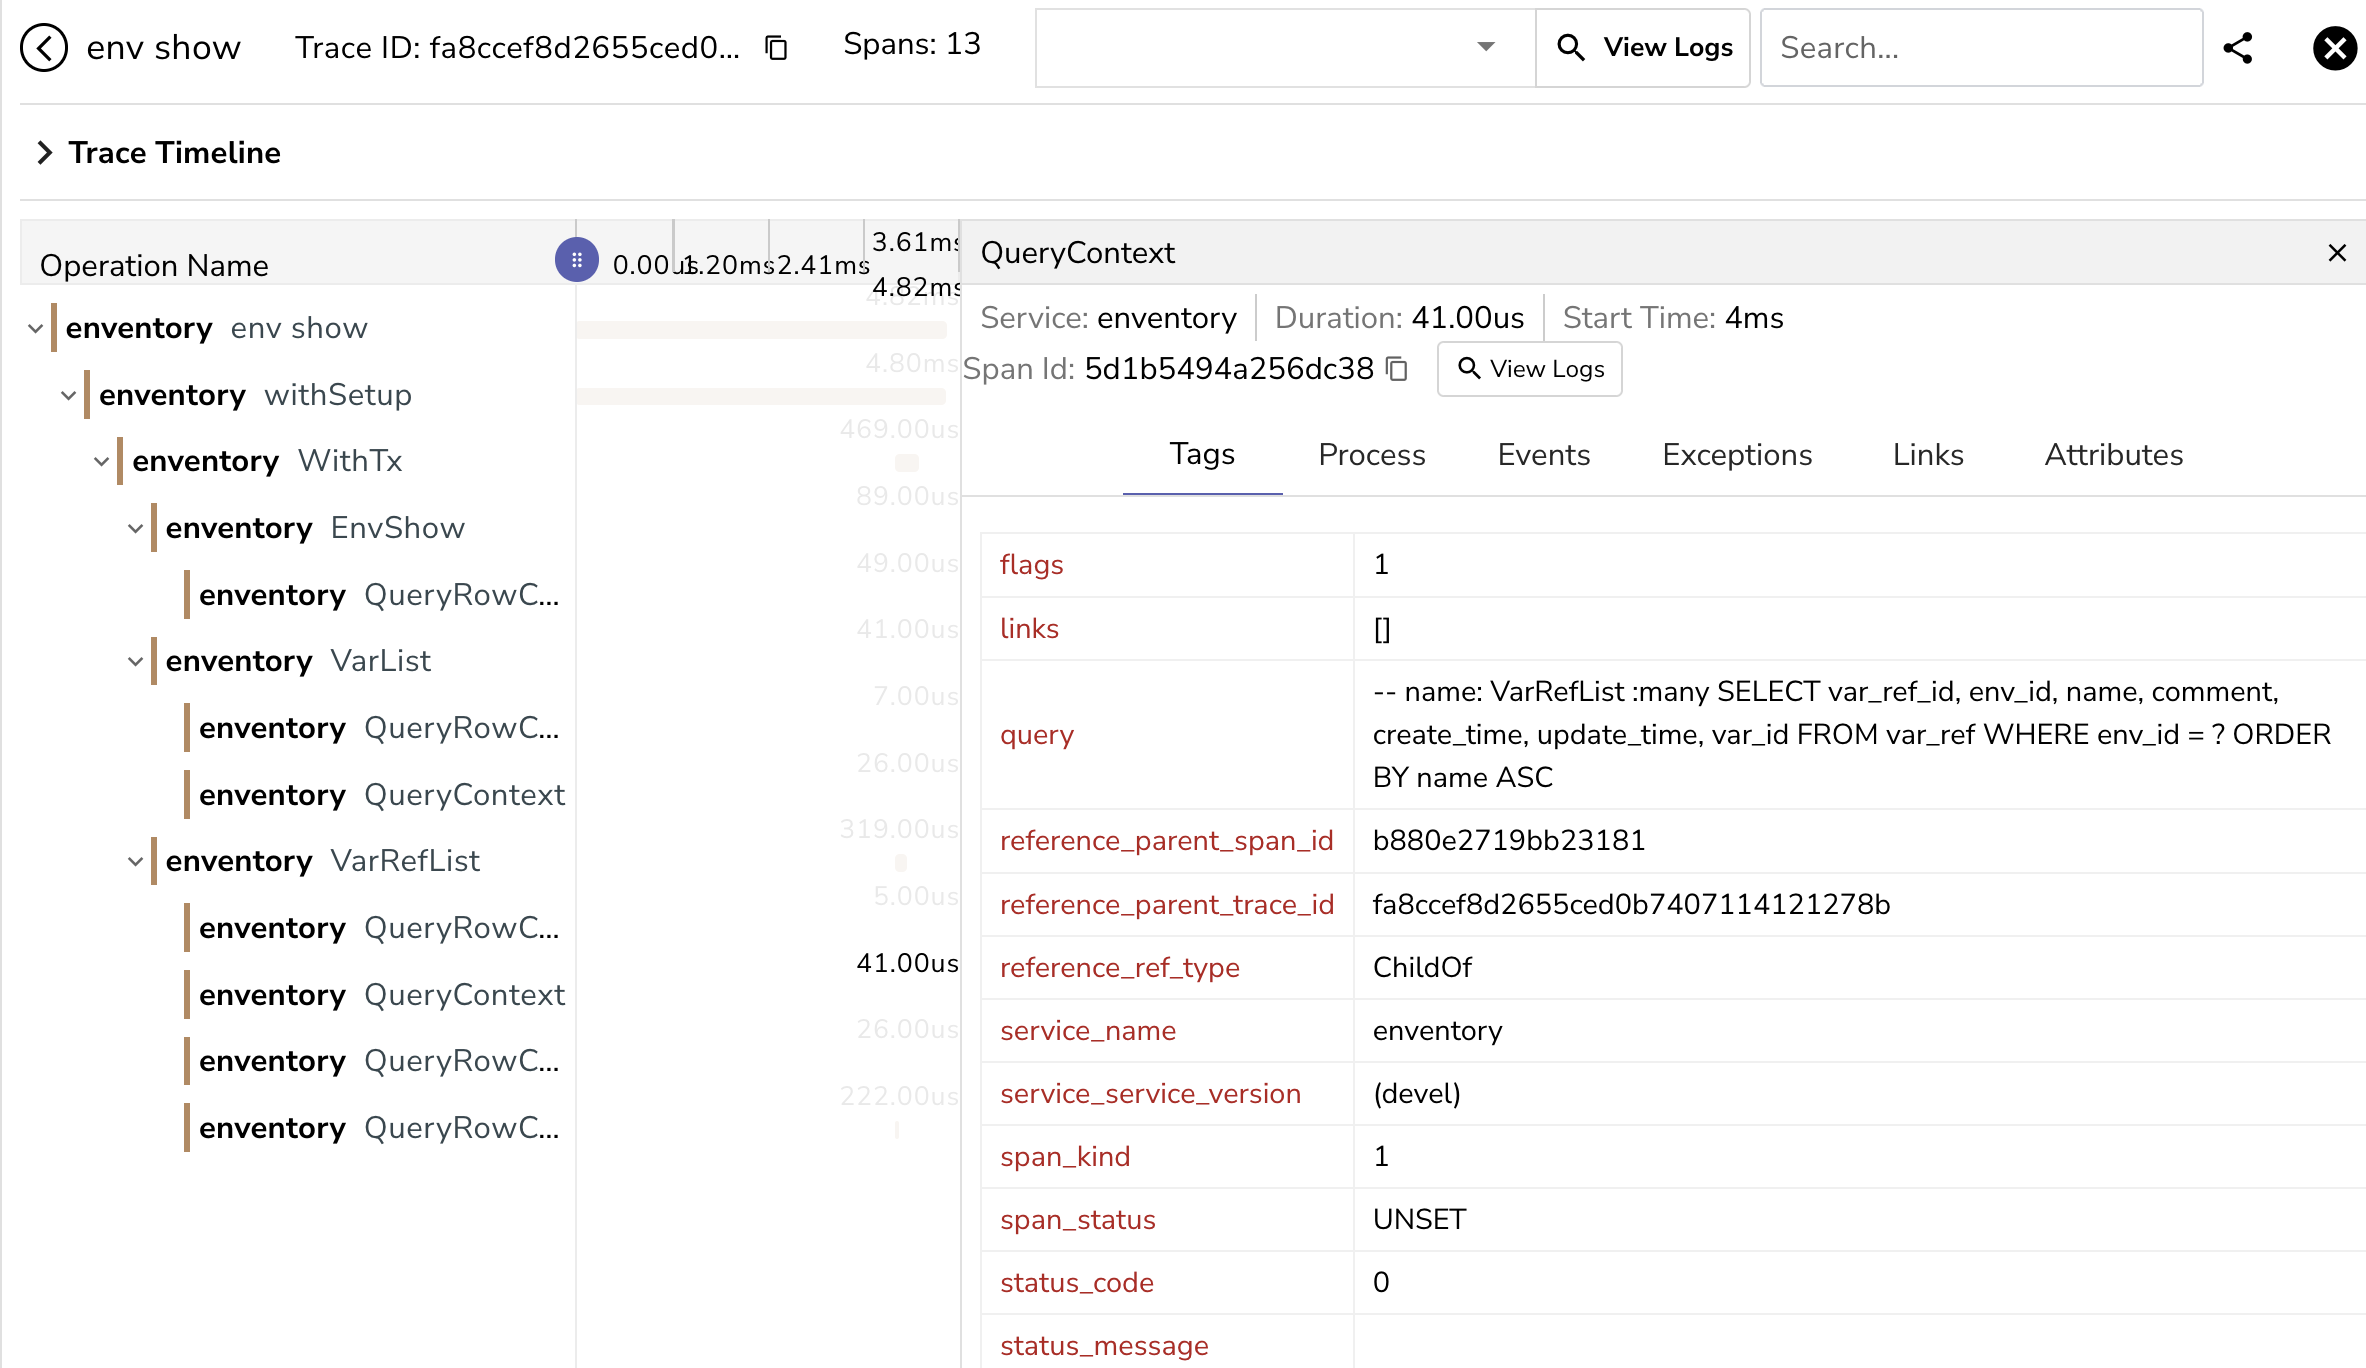 env show
Trace ID: fa8ccef8d2655ced0...
Spans: 13
View Logs
Search...
Trace Timeline
Operation Name
0.00us
1.20ms
2.41ms
3.61ms
4.82ms
enventory env show
4.82ms
enventory withSetup
4.80ms
enventory WithTx
469.00us
enventory EnvShow
89.00us
enventory QueryRowC...
49.00us
enventory VarList
41.00us
enventory QueryRowC...
7.00us
enventory QueryContext
26.00us
enventory VarRefList
319.00us
enventory QueryRowC...
5.00us
enventory QueryContext
41.00us
enventory QueryRowC...
26.00us
enventory QueryRowC...
222.00us
QueryContext
Service: enventory
Duration: 41.00us
Start Time: 4ms
Span Id: 5d1b5494a256dc38
View Logs
Tags Process Events Exceptions Links Attributes
flags 1
links []
query
-- name: VarRefList :many SELECT var_ref_id, env_id, name, comment,
create_time, update_time, var_id FROM var_ref WHERE env_id = ? ORDER
BY name ASC
reference_parent_span_id b880e2719bb23181
reference_parent_trace_id fa8ccef8d2655ced0b7407114121278b
reference_ref_type ChildOf
service_name enventory
service_service_version (devel)
span_kind 1
span_status UNSET
status_code 0
status_message